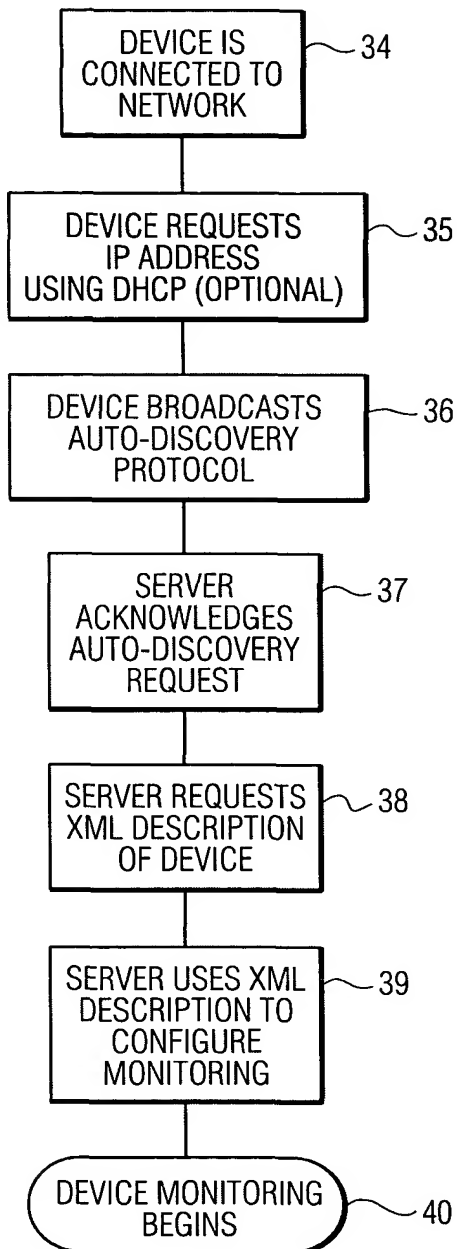 DEVICE IS
CONNECTED TO
NETWORK
34
DEVICE REQUESTS
IP ADDRESS
USING DHCP (OPTIONAL)
35
DEVICE BROADCASTS
AUTO-DISCOVERY
PROTOCOL
36
SERVER
ACKNOWLEDGES
AUTO-DISCOVERY
REQUEST
37
SERVER REQUESTS
XML DESCRIPTION
OF DEVICE
38
SERVER USES XML
DESCRIPTION TO
CONFIGURE
MONITORING
39
DEVICE MONITORING
BEGINS
40